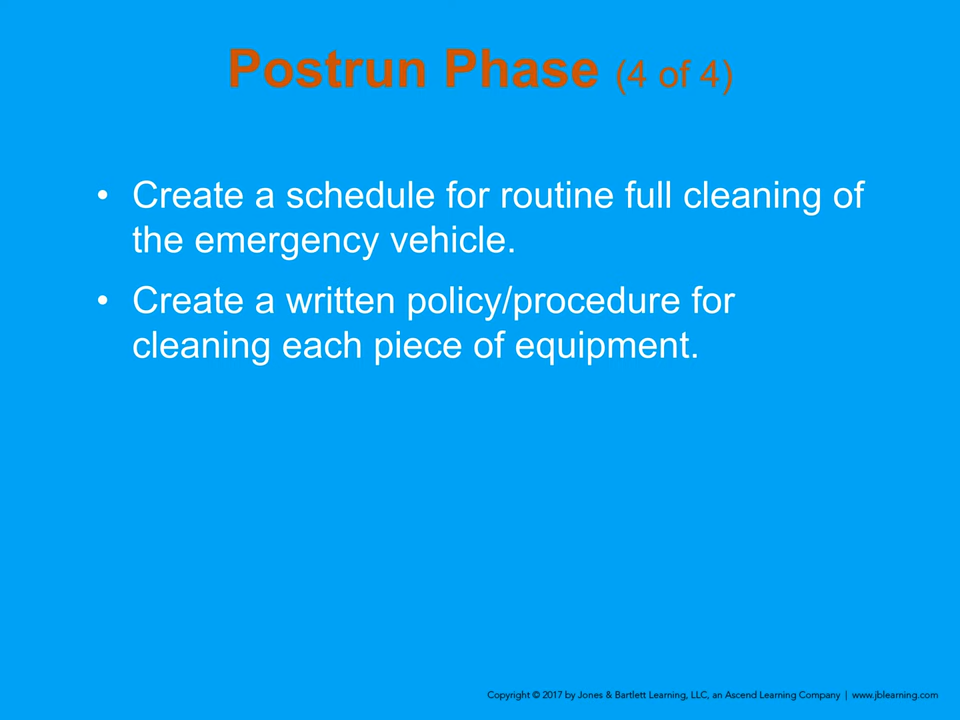 Postrun Phase (4 of 4)
• Create a schedule for routine full cleaning of
the emergency vehicle.
• Create a written policy/procedure for
cleaning each piece of equipment.
Copyright © 2017 by Jones & Bartlett Learning, LLC, an Ascend Learning Company | www.jblearning.com